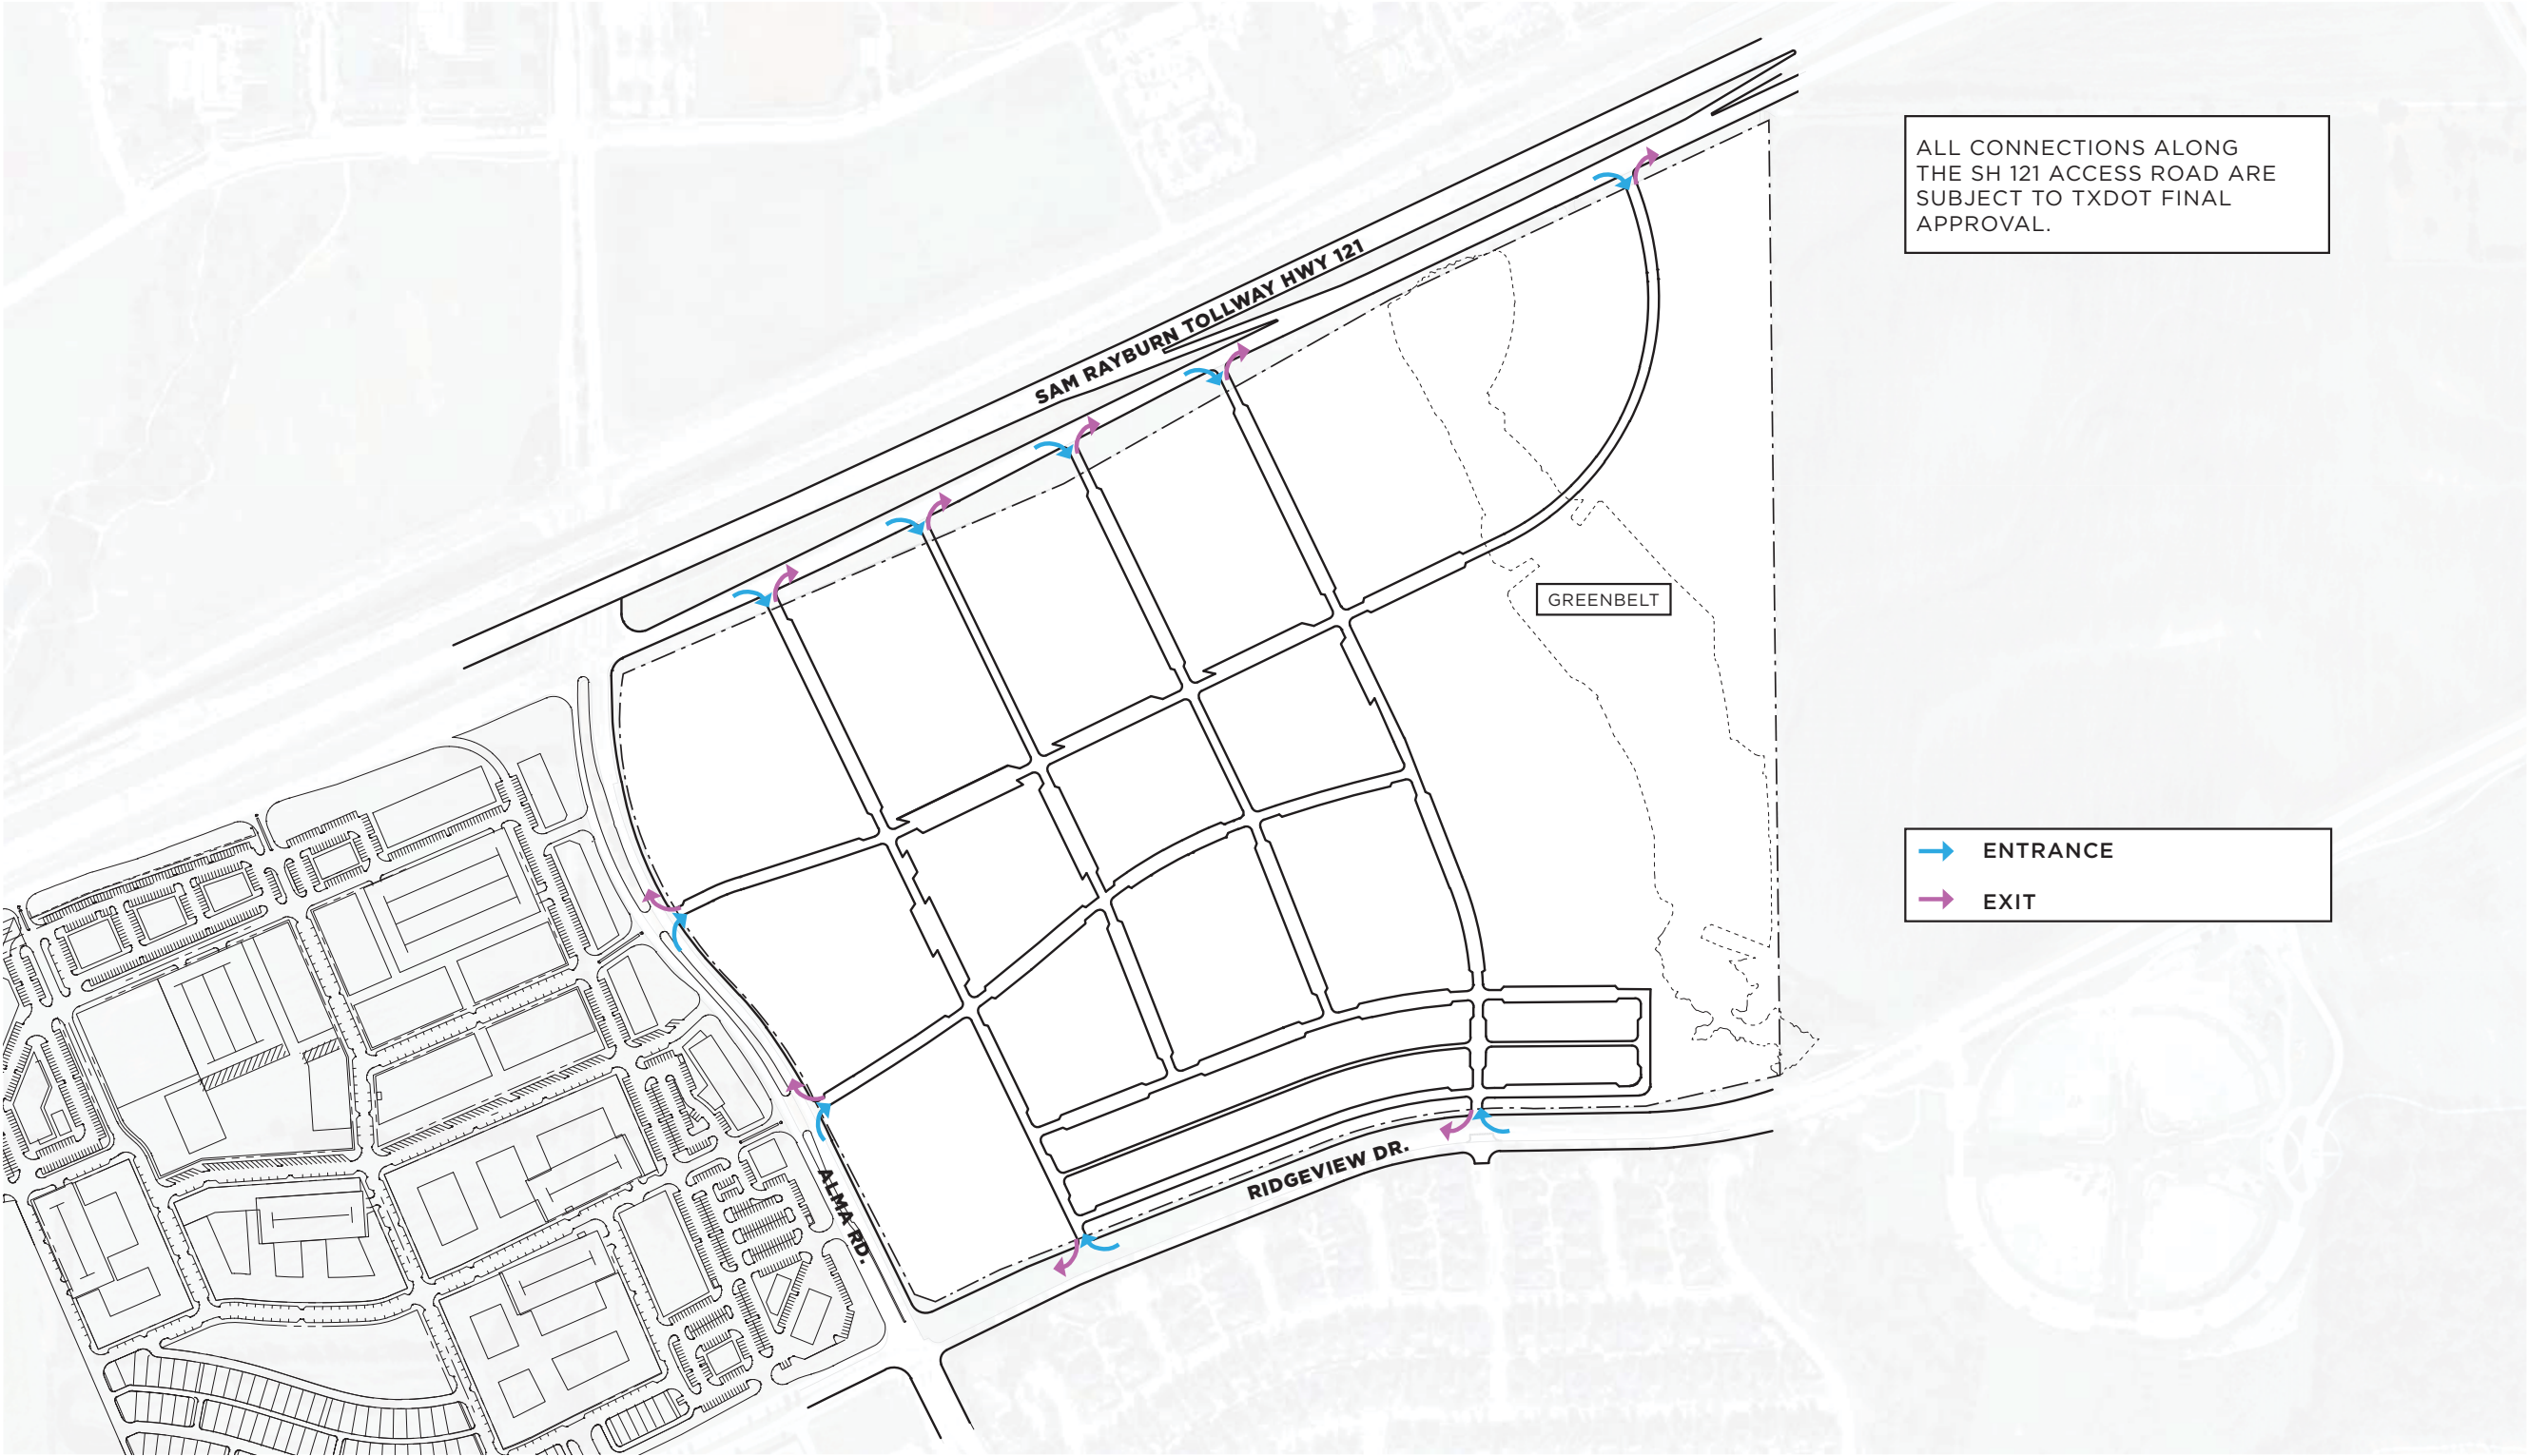 ALL CONNECTIONS ALONG
THE SH 121 ACCESS ROAD ARE
SUBJECT TO TXDOT FINAL
APPROVAL.
SAM RAYBURN TOLLWAY HWY 121
GREENBELT
ENTRANCE
EXIT
ALMA RD.
RIDGEVIEW DR.